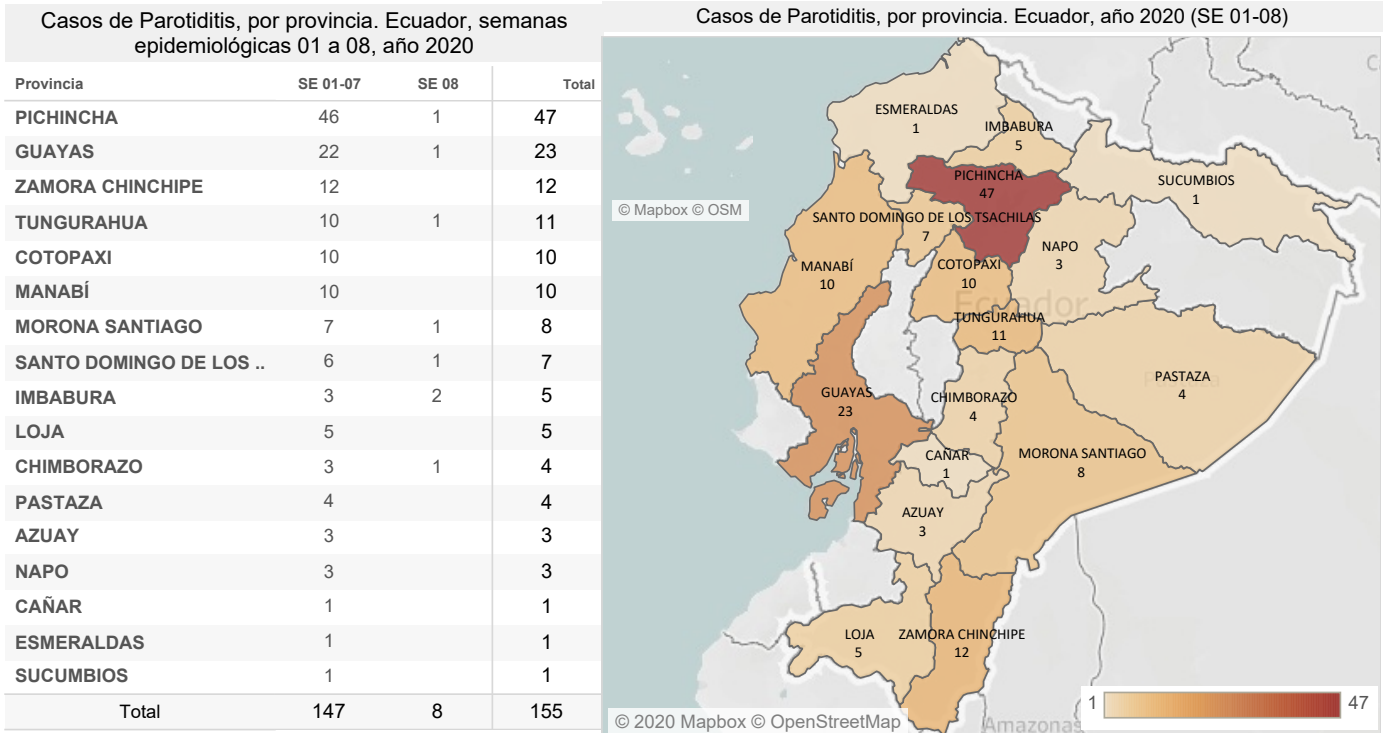 Casos de Parotiditis, por provincia. Ecuador, semanas
epidemiológicas 01 a 08, año 2020
Provincia SE 01-07 SE 08 Total
PICHINCHA 46 1 47
GUAYAS 22 1 23
ZAMORA CHINCHIPE 12 12
TUNGURAHUA 10 1 11
COTOPAXI 10 10
MANABÍ 10 10
MORONA SANTIAGO 7 1 8
SANTO DOMINGO DE LOS .. 6 1 7
IMBABURA 3 2 5
LOJA 5 5
CHIMBORAZO 3 1 4
PASTAZA 4 4
AZUAY 3 3
NAPO 3 3
CAÑAR 1 1
ESMERALDAS 1 1
SUCUMBIOS 1 1
Total 147 8 155
Casos de Parotiditis, por provincia. Ecuador, año 2020 (SE 01-08)
ESMERALDAS
1
IMBABURA
5
PICHINCHA
47
SUCUMBIOS
1
© Mapbox © OSM
SANTO DOMINGO DE LOS TSACHILAS
7
NAPO
3
MANABÍ
10
COTOPAXI
10
Ecuador
TUNGURAHUA
11
PASTAZA
4
GUAYAS
23
CHIMBORAZO
4
CAÑAR
1
MORONA SANTIAGO
8
AZUAY
3
LOJA
5
ZAMORA CHINCHIPE
12
1 47
© 2020 Mapbox © OpenStreetMap
Amazonas